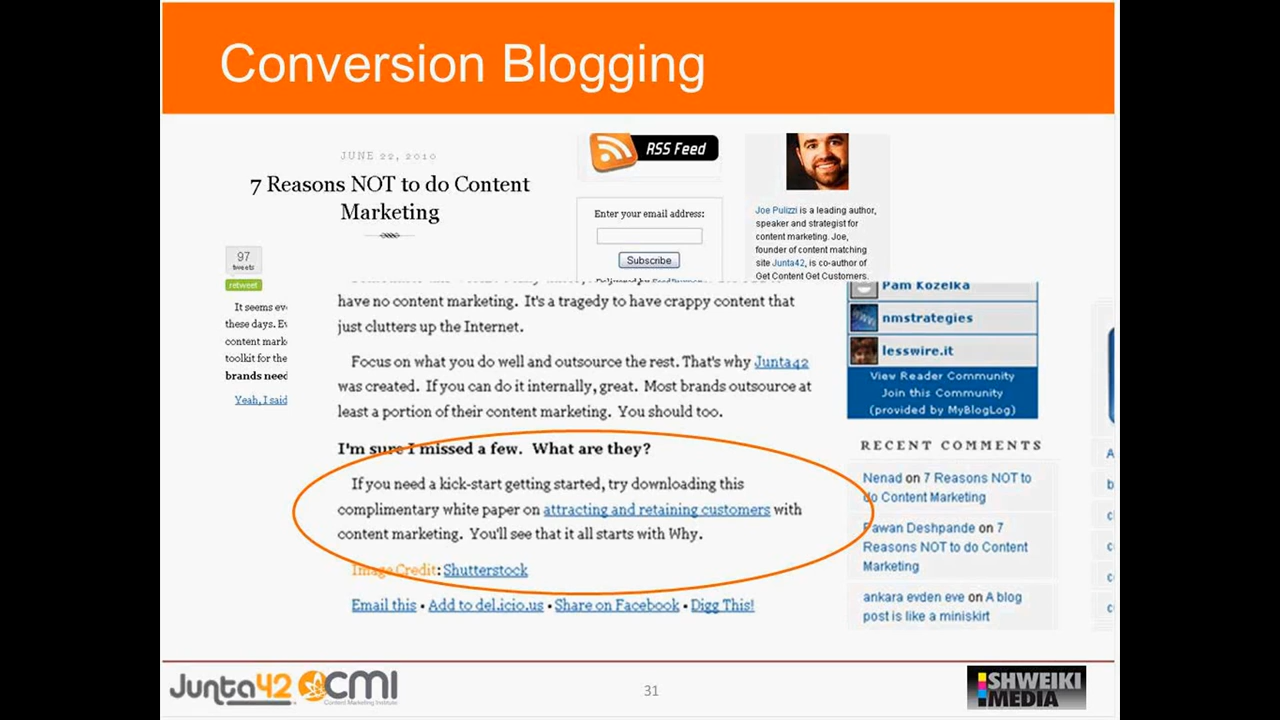 Conversion Blogging
JUNE 22, 2010
7 Reasons NOT to do Content
Marketing
97
tweets
retweet
It seems eve
these days. Ev
content mark
toolkit for the
brands need
Yeah, I said
RSS Feed
Enter your email address:
Subscribe
Delivered by FeedBurner
Joe Pulizzi is a leading author,
speaker and strategist for
content marketing. Joe,
founder of content matching
site Junta42, is co-author of
Get Content Get Customers.
have no content marketing. It's a tragedy to have crappy content that
just clutters up the Internet.
Focus on what you do well and outsource the rest. That's why Junta42
was created. If you can do it internally, great. Most brands outsource at
least a portion of their content marketing. You should too.
I'm sure I missed a few. What are they?
If you need a kick-start getting started, try downloading this
complimentary white paper on attracting and retaining customers with
content marketing. You'll see that it all starts with Why.
Image Credit: Shutterstock
Email this • Add to del.icio.us • Share on Facebook • Digg This!
Pam Kozelka
nmstrategies
lesswire.it
View Reader Community
Join this Community
(provided by MyBlogLog)
RECENT COMMENTS
Nenad on 7 Reasons NOT to
do Content Marketing
Pawan Deshpande on 7
Reasons NOT to do Content
Marketing
ankara evden eve on A blog
post is like a miniskirt
Junta42 CMI
Content Marketing Institute
31
SHWEIKI
MEDIA